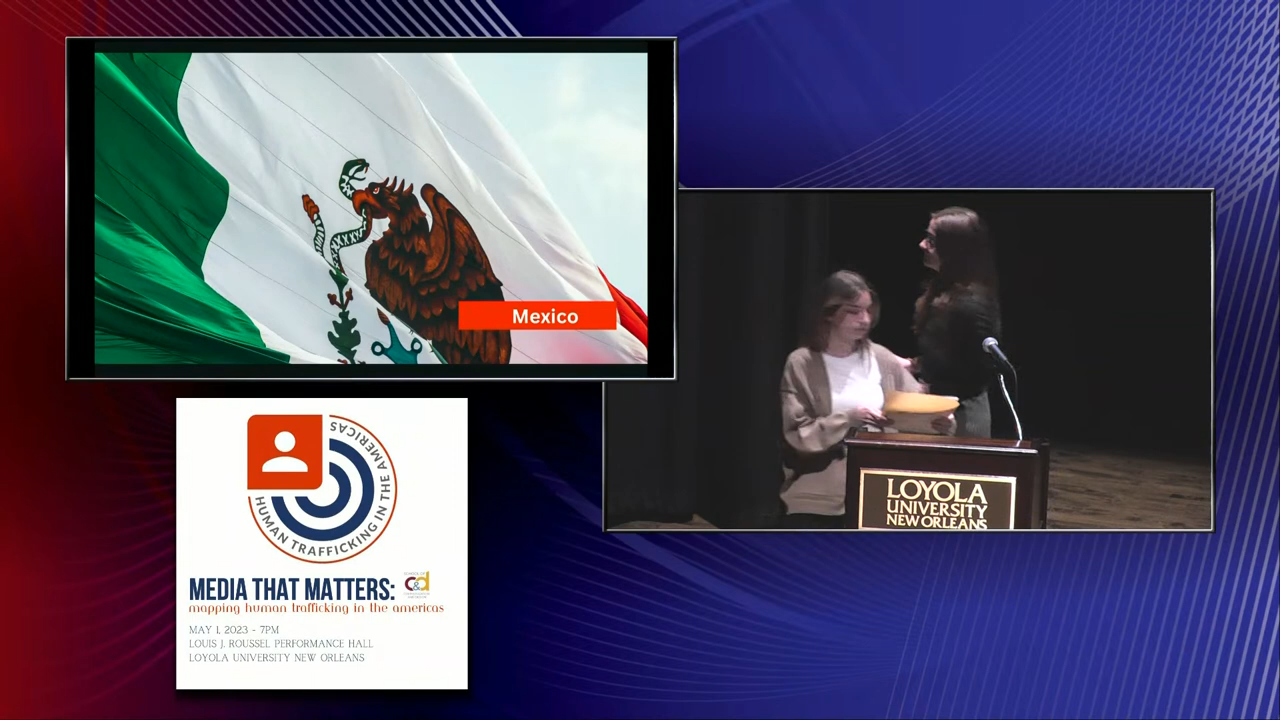 Mexico
LOYOLA
UNIVERSITY
NEW ORLEANS
HUMAN TRAFFICKING IN THE AMERICAS
MEDIA THAT MATTERS:
c&d
mapping human trafficking in the americas
MAY 1, 2023 - 7PM
LOUIS J. ROUSSEL PERFORMANCE HALL
LOYOLA UNIVERSITY NEW ORLEANS